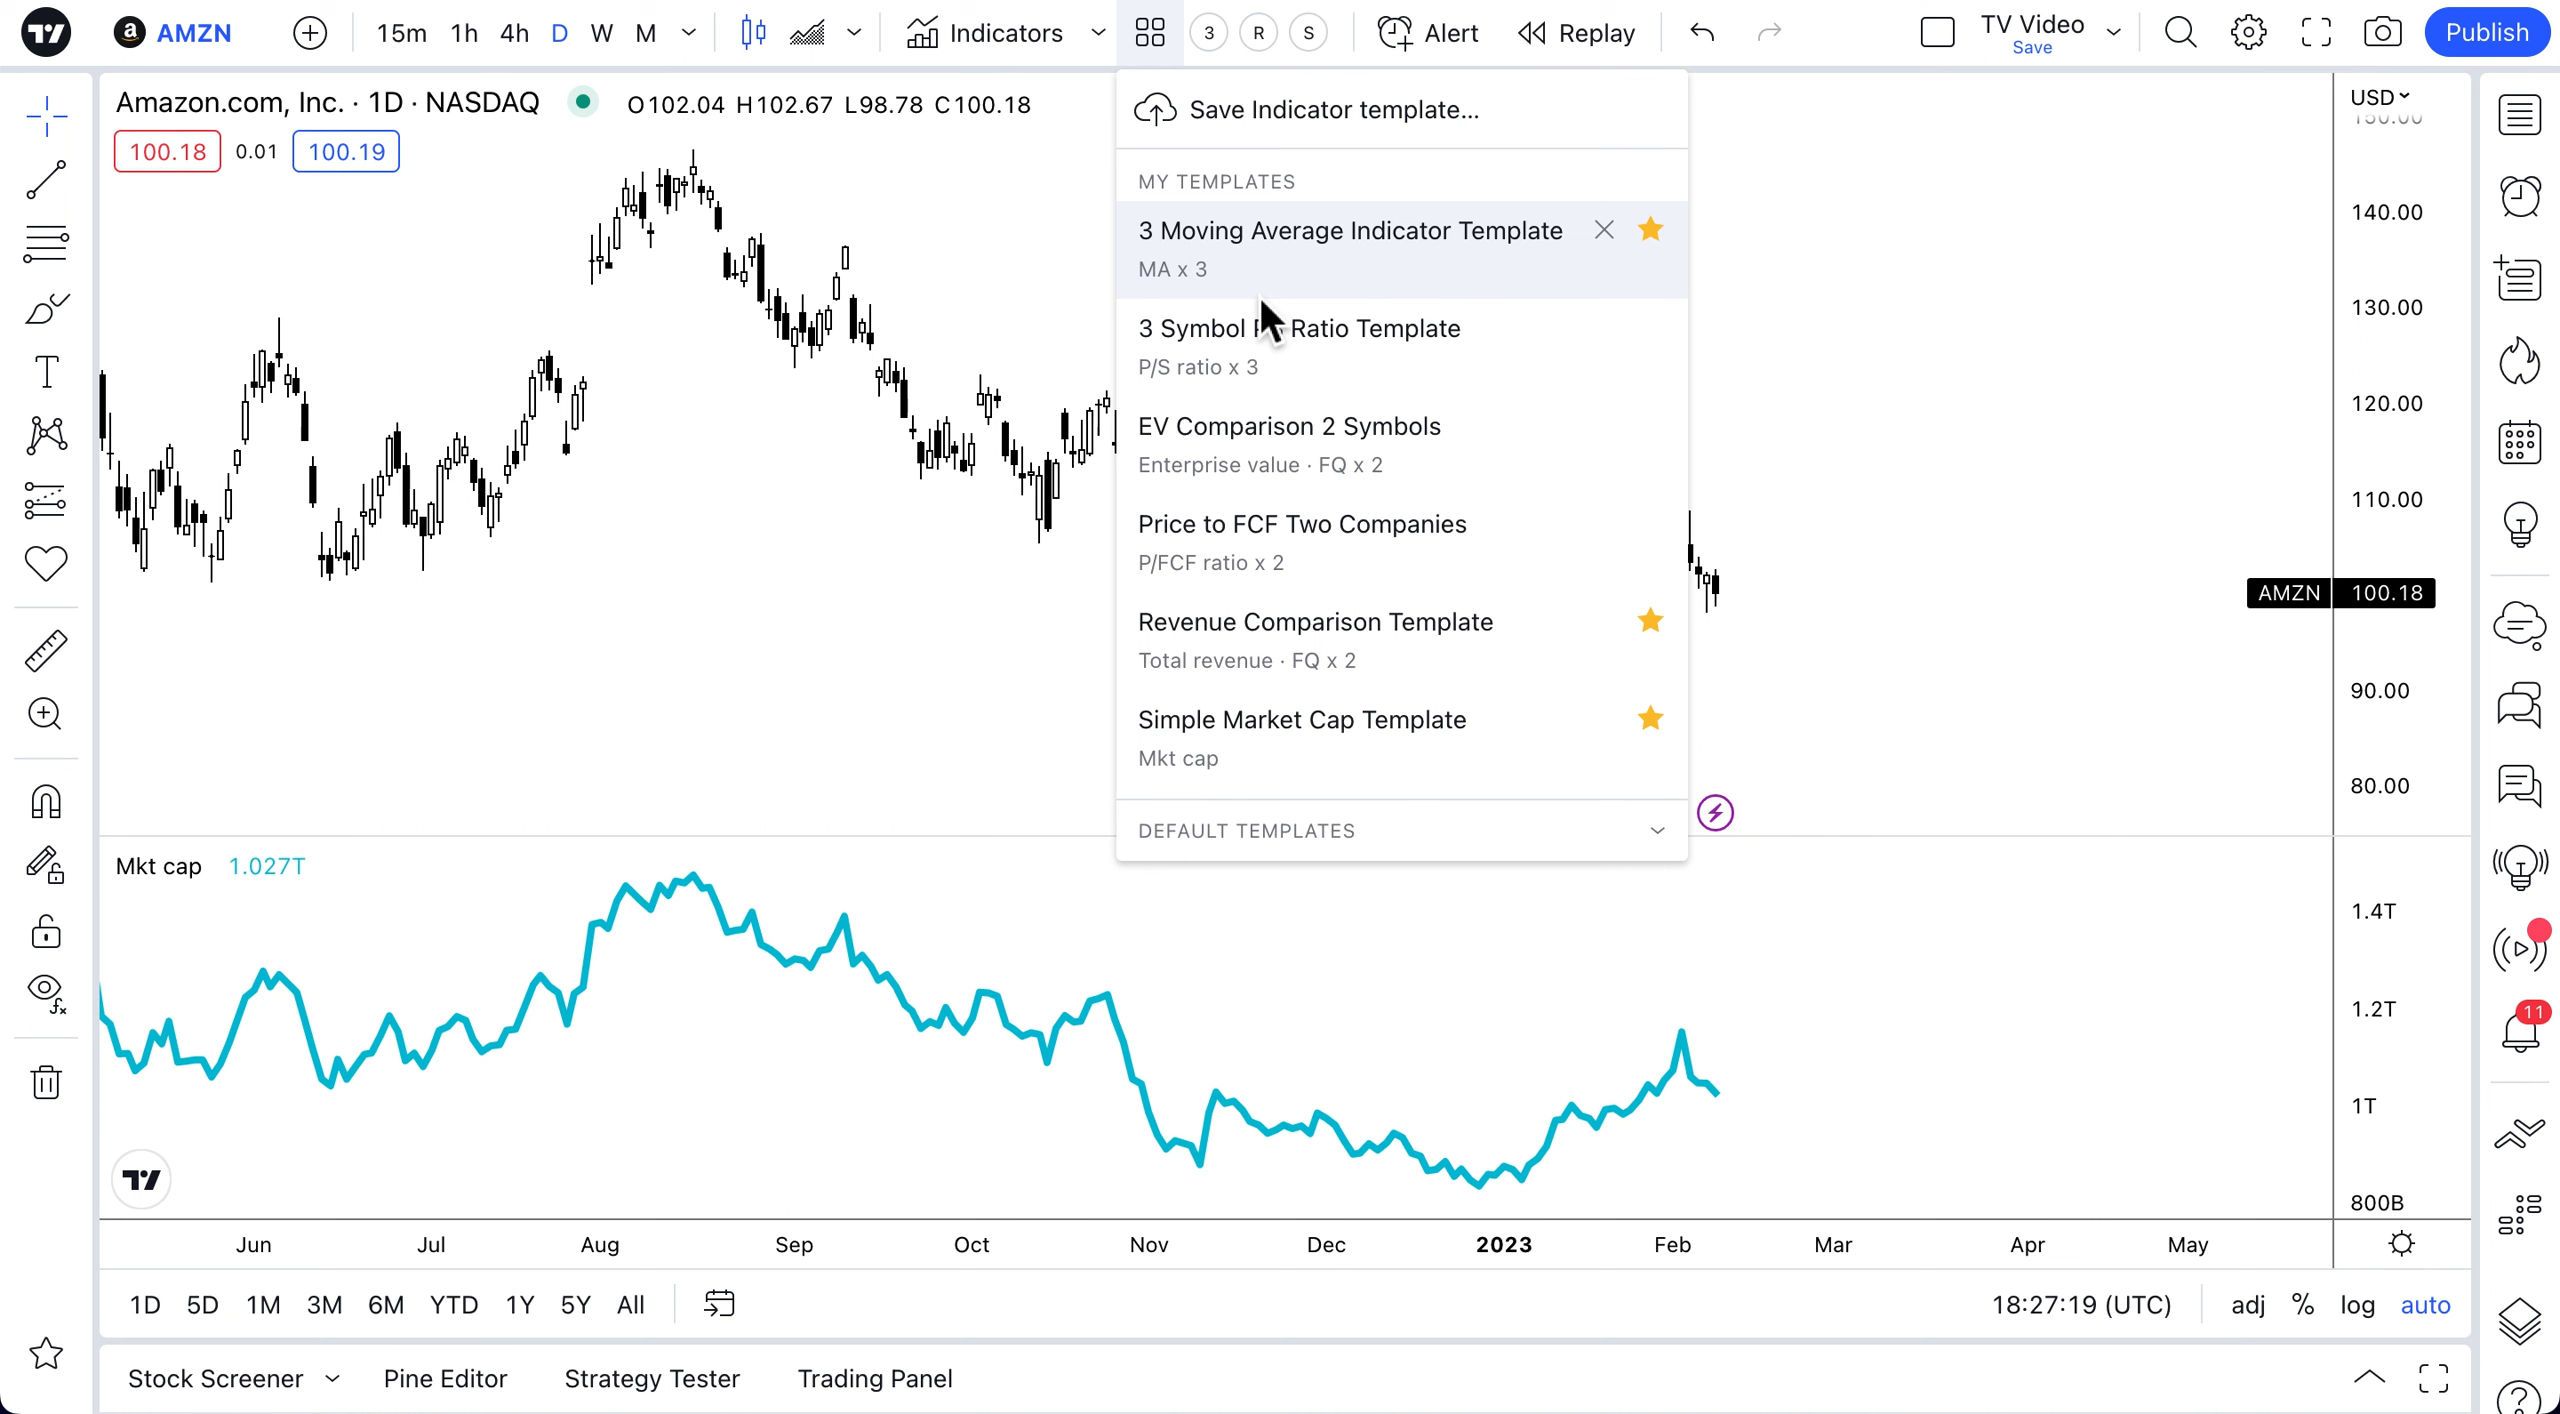 AMZN 15m 1h 4h D W M Indicators 3 R S Alert Replay TV Video Publish
Save
Amazon.com, Inc. · 1D · NASDAQ O102.04 H102.67 L98.78 C100.18
100.18 0.01 100.19
Save Indicator template...
MY TEMPLATES
3 Moving Average Indicator Template
MA x 3
3 Symbol Ratio Template
P/S ratio x 3
EV Comparison 2 Symbols
Enterprise value · FQ x 2
Price to FCF Two Companies
P/FCF ratio x 2
Revenue Comparison Template
Total revenue · FQ x 2
Simple Market Cap Template
Mkt cap
DEFAULT TEMPLATES
USD
150.00
140.00
130.00
120.00
110.00
AMZN 100.18
90.00
80.00
Mkt cap 1.027T
1.4T
1.2T
1T
800B
11
Jun Jul Aug Sep Oct Nov Dec 2023 Feb Mar Apr May
1D 5D 1M 3M 6M YTD 1Y 5Y All 18:27:19 (UTC) adj % log auto
Stock Screener Pine Editor Strategy Tester Trading Panel